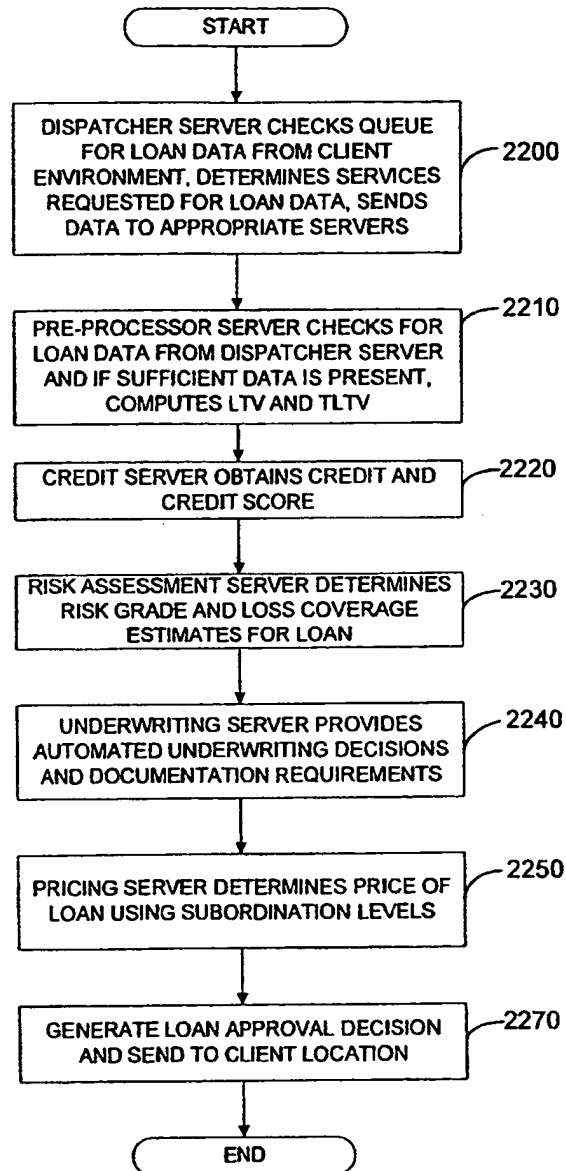 START
DISPATCHER SERVER CHECKS QUEUE
FOR LOAN DATA FROM CLIENT
ENVIRONMENT, DETERMINES SERVICES
REQUESTED FOR LOAN DATA, SENDS
DATA TO APPROPRIATE SERVERS
2200
PRE-PROCESSOR SERVER CHECKS FOR
LOAN DATA FROM DISPATCHER SERVER
AND IF SUFFICIENT DATA IS PRESENT,
COMPUTES LTV AND TLTV
2210
CREDIT SERVER OBTAINS CREDIT AND
CREDIT SCORE
2220
RISK ASSESSMENT SERVER DETERMINES
RISK GRADE AND LOSS COVERAGE
ESTIMATES FOR LOAN
2230
UNDERWRITING SERVER PROVIDES
AUTOMATED UNDERWRITING DECISIONS
AND DOCUMENTATION REQUIREMENTS
2240
PRICING SERVER DETERMINES PRICE OF
LOAN USING SUBORDINATION LEVELS
2250
GENERATE LOAN APPROVAL DECISION
AND SEND TO CLIENT LOCATION
2270
END